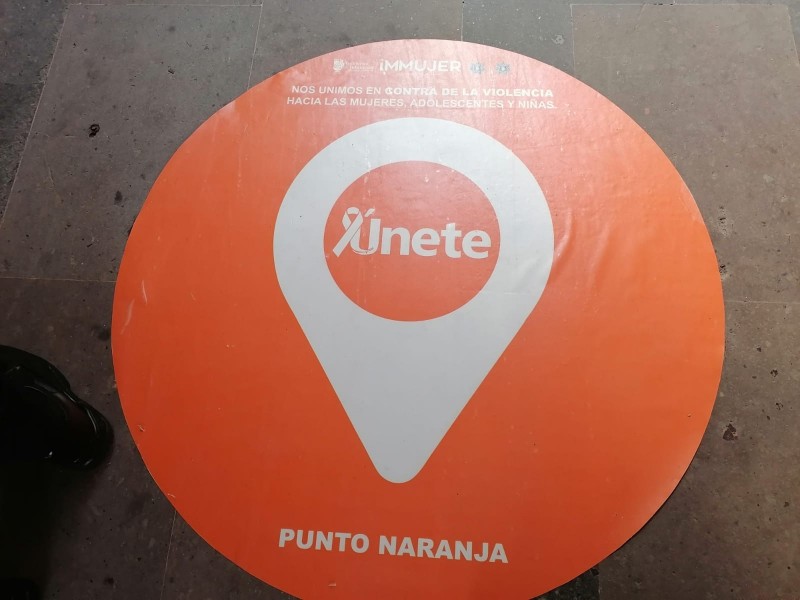 iMMUJER
NOS UNIMOS EN CONTRA DE LA VIOLENCIA
HACIA LAS MUJERES, ADOLESCENTES Y NIÑAS.
Únete
PUNTO NARANJA